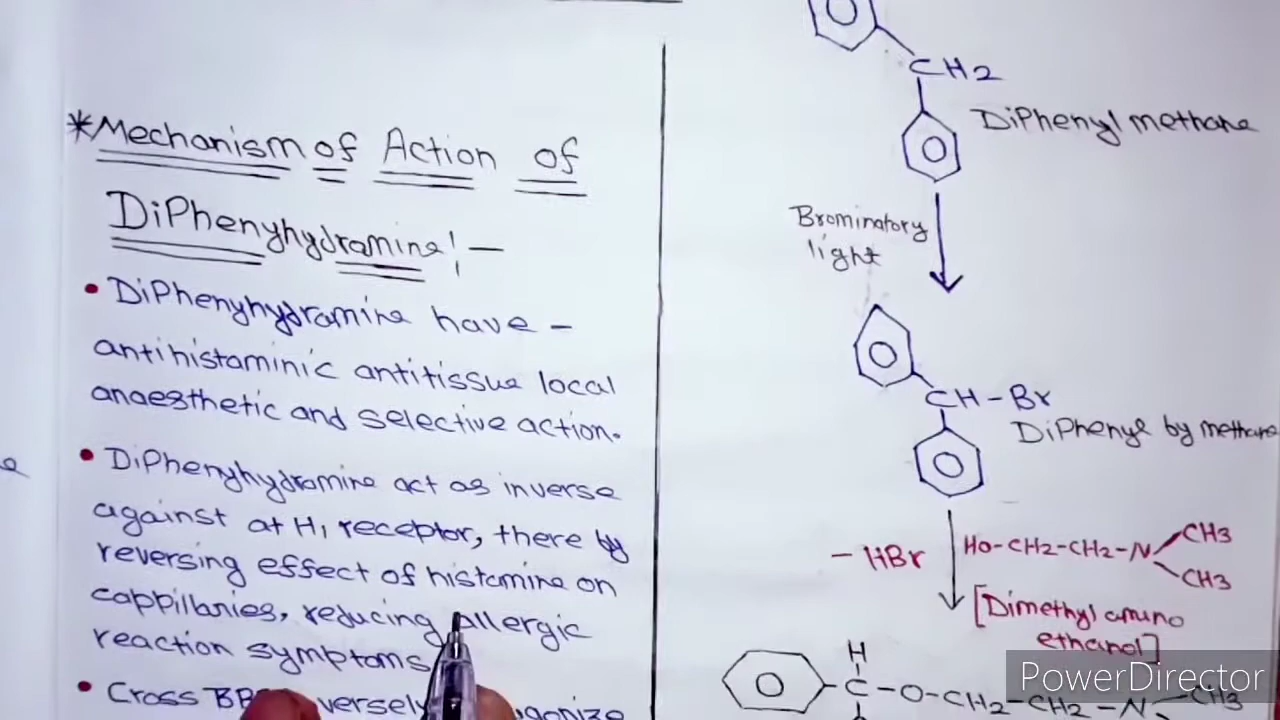 *Mechanism of Action of
DiPhenyhydramine!-
• DiPhenyhydramine have -
antihistaminic antitissue local
anaesthetic and selective action.
• DiPhenyhydramine act as inverse
against at H1 receptor, there by
reversing effect of histamine on
cappillaries, reducing allergic
reaction symptoms
• Cross
CH2
DiPhenyl methane
Brominatory
light
CH-Br
DiPhenyl by methane
-HBr
HO-CH2-CH2-N
CH3
CH3
[Dimethyl amino
ethanol]
H
C-O-CH2-CH2-N
CH3
PowerDirector